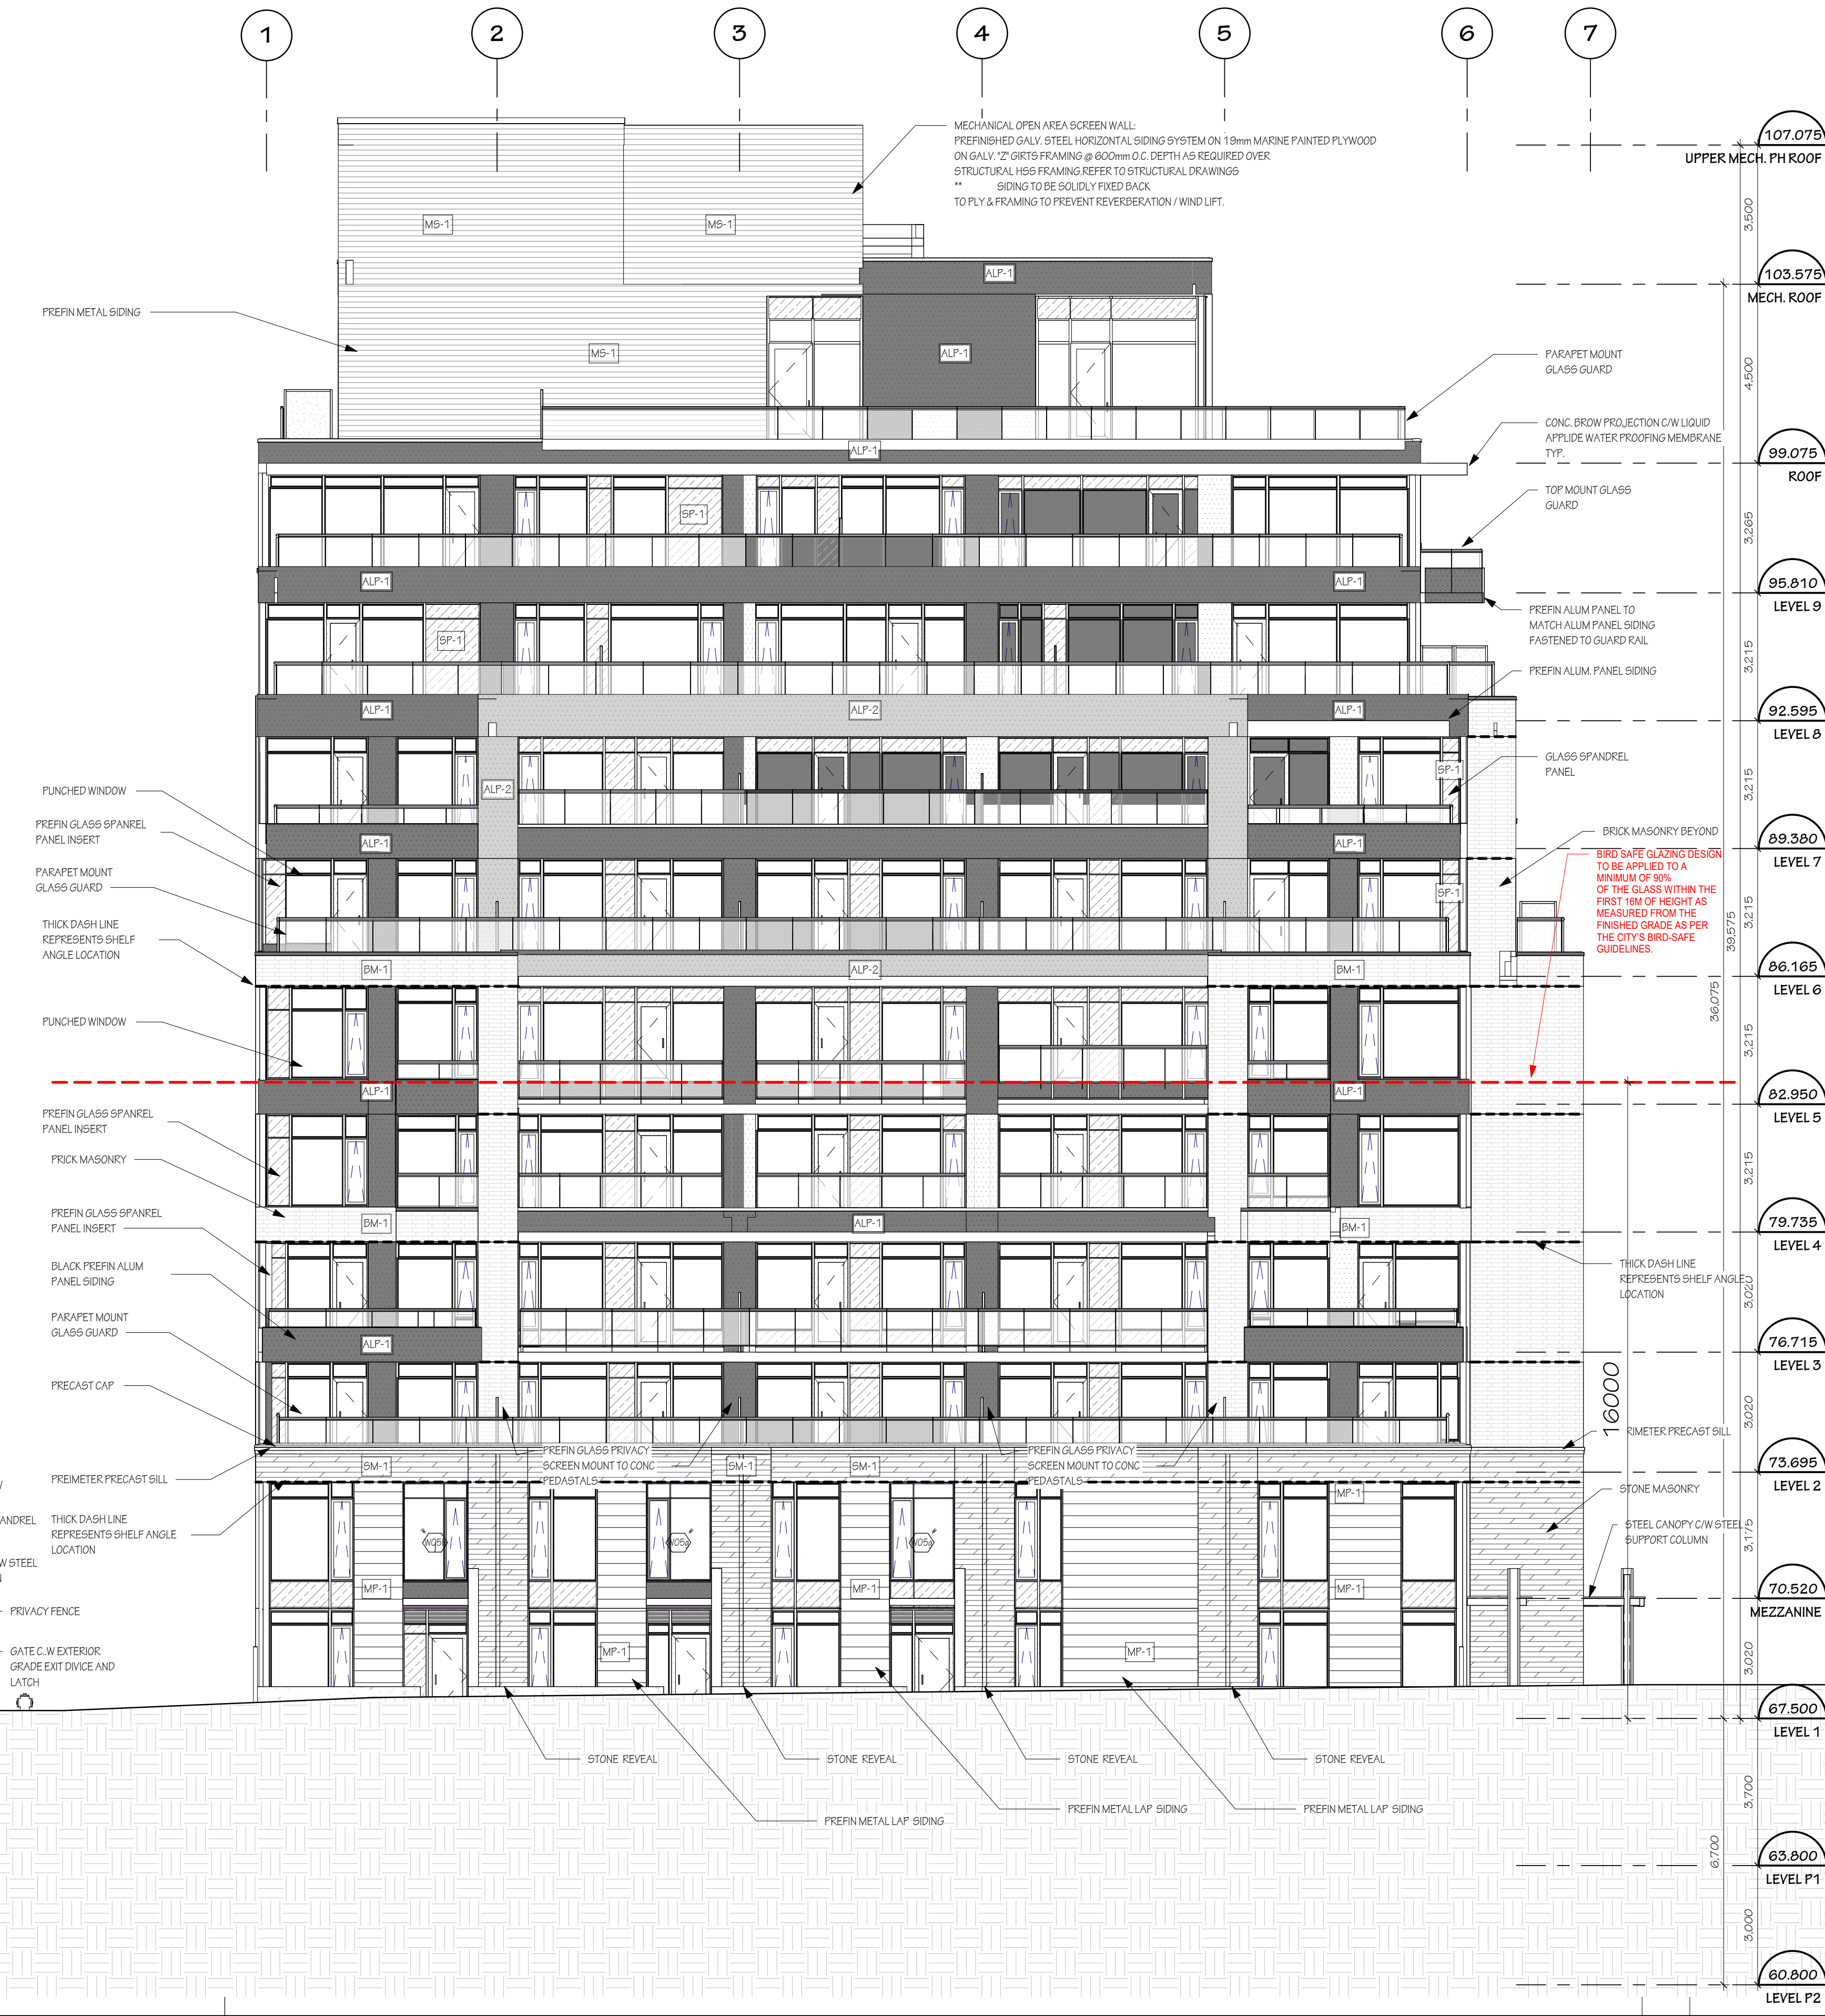 1
2
3
4
5
6
7
MECHANICAL OPEN AREA SCREEN WALL:
PREFINISHED GALV. STEEL HORIZONTAL SIDING SYSTEM ON 19mm MARINE PAINTED PLYWOOD
ON GALV. "Z" GIRTS FRAMING @ 600mm O.C. DEPTH AS REQUIRED OVER
STRUCTURAL HSS FRAMING.REFER TO STRUCTURAL DRAWINGS
** SIDING TO BE SOLIDLY FIXED BACK
TO PLY & FRAMING TO PREVENT REVERBERATION / WIND LIFT.
107.075
UPPER MECH. PH ROOF
3,500
MS-1
MS-1
103.575
MECH. ROOF
ALP-1
PREFIN METAL SIDING
MS-1
ALP-1
PARAPET MOUNT
GLASS GUARD
4,500
CONC. BROW PROJECTION C/W LIQUID
APPLIDE WATER PROOFING MEMBRANE
TYP.
ALP-1
99.075
ROOF
TOP MOUNT GLASS
GUARD
SP-1
3,265
ALP-1
ALP-1
95.810
LEVEL 9
PREFIN ALUM PANEL TO
MATCH ALUM PANEL SIDING
FASTENED TO GUARD RAIL
SP-1
3,215
PREFIN ALUM. PANEL SIDING
ALP-1
ALP-2
ALP-1
92.595
LEVEL 8
GLASS SPANDREL
PANEL
SP-1
ALP-2
3,215
PUNCHED WINDOW
PREFIN GLASS SPANREL
PANEL INSERT
ALP-1
ALP-1
BRICK MASONRY BEYOND
89.380
LEVEL 7
BIRD SAFE GLAZING DESIGN
TO BE APPLIED TO A
MINIMUM OF 90%
OF THE GLASS WITHIN THE
FIRST 16M OF HEIGHT AS
MEASURED FROM THE
FINISHED GRADE AS PER
THE CITY'S BIRD-SAFE
GUIDELINES.
PARAPET MOUNT
GLASS GUARD
SP-1
3,215
39,575
THICK DASH LINE
REPRESENTS SHELF
ANGLE LOCATION
BM-1
ALP-2
BM-1
86.165
LEVEL 6
36,075
PUNCHED WINDOW
3,215
ALP-1
ALP-1
82.950
LEVEL 5
PREFIN GLASS SPANREL
PANEL INSERT
PRICK MASONRY
3,215
PREFIN GLASS SPANREL
PANEL INSERT
BM-1
ALP-1
BM-1
79.735
LEVEL 4
BLACK PREFIN ALUM
PANEL SIDING
THICK DASH LINE
REPRESENTS SHELF ANGLE
LOCATION
3,020
PARAPET MOUNT
GLASS GUARD
ALP-1
76.715
LEVEL 3
PRECAST CAP
16000
3,020
PREFIN GLASS PRIVACY
SCREEN MOUNT TO CONC
PEDASTALS
PREFIN GLASS PRIVACY
SCREEN MOUNT TO CONC
PEDASTALS
RIMETER PRECAST SILL
SM-1
SM-1
SM-1
73.695
LEVEL 2
PREIMETER PRECAST SILL
MP-1
STONE MASONRY
ANDREL
THICK DASH LINE
REPRESENTS SHELF ANGLE
LOCATION
W05a
W05a
STEEL CANOPY C/W STEEL
SUPPORT COLUMN
3,175
W STEEL
MP-1
MP-1
MP-1
70.520
MEZZANINE
PRIVACY FENCE
GATE C..W EXTERIOR
GRADE EXIT DIVICE AND
LATCH
MP-1
MP-1
3,020
67.500
LEVEL 1
STONE REVEAL
STONE REVEAL
STONE REVEAL
STONE REVEAL
PREFIN METAL LAP SIDING
PREFIN METAL LAP SIDING
PREFIN METAL LAP SIDING
3,700
6,700
63.800
LEVEL P1
3,000
60.800
LEVEL P2